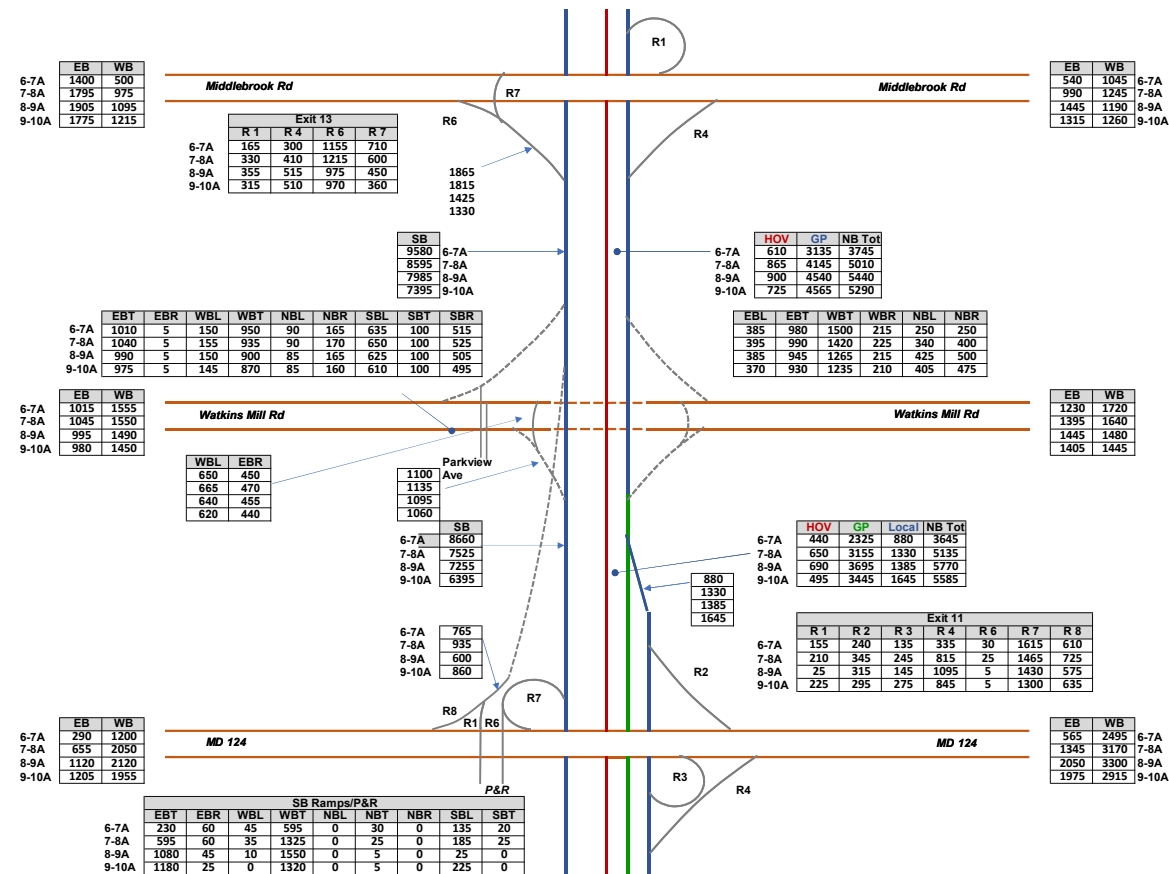 R1
EB WB
6-7A 1400 500
7-8A 1795 975
8-9A 1905 1095
9-10A 1775 1215
Middlebrook Rd
Middlebrook Rd
EB WB
540 1045 6-7A
990 1245 7-8A
1445 1190 8-9A
1315 1260 9-10A
R7
R6
R4
Exit 13
R 1 R 4 R 6 R 7
6-7A 165 300 1155 710
7-8A 330 410 1215 600
8-9A 355 515 975 450
9-10A 315 510 970 360
1865
1815
1425
1330
SB
9580 6-7A
8595 7-8A
7985 8-9A
7395 9-10A
HOV GP NB Tot
6-7A 610 3135 3745
7-8A 865 4145 5010
8-9A 900 4540 5440
9-10A 725 4565 5290
EBT EBR WBL WBT NBL NBR SBL SBT SBR
6-7A 1010 5 150 950 90 165 635 100 515
7-8A 1040 5 155 935 90 170 650 100 525
8-9A 990 5 150 900 85 165 625 100 505
9-10A 975 5 145 870 85 160 610 100 495
EBL EBT WBT WBR NBL NBR
385 980 1500 215 250 250
395 990 1420 225 340 400
385 945 1265 215 425 500
370 930 1235 210 405 475
EB WB
6-7A 1015 1555
7-8A 1045 1550
8-9A 995 1490
9-10A 980 1450
Watkins Mill Rd
Watkins Mill Rd
EB WB
1230 1720
1395 1640
1445 1480
1405 1445
WBL EBR
650 450
665 470
640 455
620 440
Parkview
Ave
1100
1135
1095
1060
SB
6-7A 8660
7-8A 7525
8-9A 7255
9-10A 6395
HOV GP Local NB Tot
6-7A 440 2325 880 3645
7-8A 650 3155 1330 5135
8-9A 690 3695 1385 5770
9-10A 495 3445 1645 5585
880
1330
1385
1645
6-7A 765
7-8A 935
8-9A 600
9-10A 860
Exit 11
R 1 R 2 R 3 R 4 R 6 R 7 R 8
6-7A 155 240 135 335 30 1615 610
7-8A 210 345 245 815 25 1465 725
8-9A 25 315 145 1095 5 1430 575
9-10A 225 295 275 845 5 1300 635
R2
R7
R8
R1 R6
EB WB
6-7A 290 1200
7-8A 655 2050
8-9A 1120 2120
9-10A 1205 1955
MD 124
MD 124
EB WB
565 2495 6-7A
1345 3170 7-8A
2050 3300 8-9A
1975 2915 9-10A
R3
R4
P&R
SB Ramps/P&R
EBT EBR WBL WBT NBL NBT NBR SBL SBT
6-7A 230 60 45 595 0 30 0 135 20
7-8A 595 60 35 1325 0 25 0 185 25
8-9A 1080 45 10 1550 0 5 0 25 0
9-10A 1180 25 0 1320 0 5 0 225 0